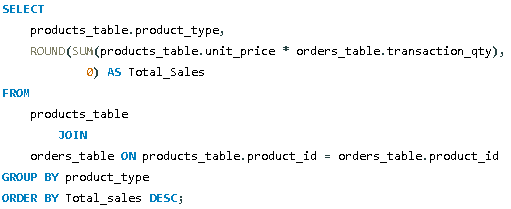 SELECT
products_table.product_type,
ROUND(SUM(products_table.unit_price * orders_table.transaction_qty),
0) AS Total_Sales
FROM
products_table
JOIN
orders_table ON products_table.product_id = orders_table.product_id
GROUP BY product_type
ORDER BY Total_sales DESC;